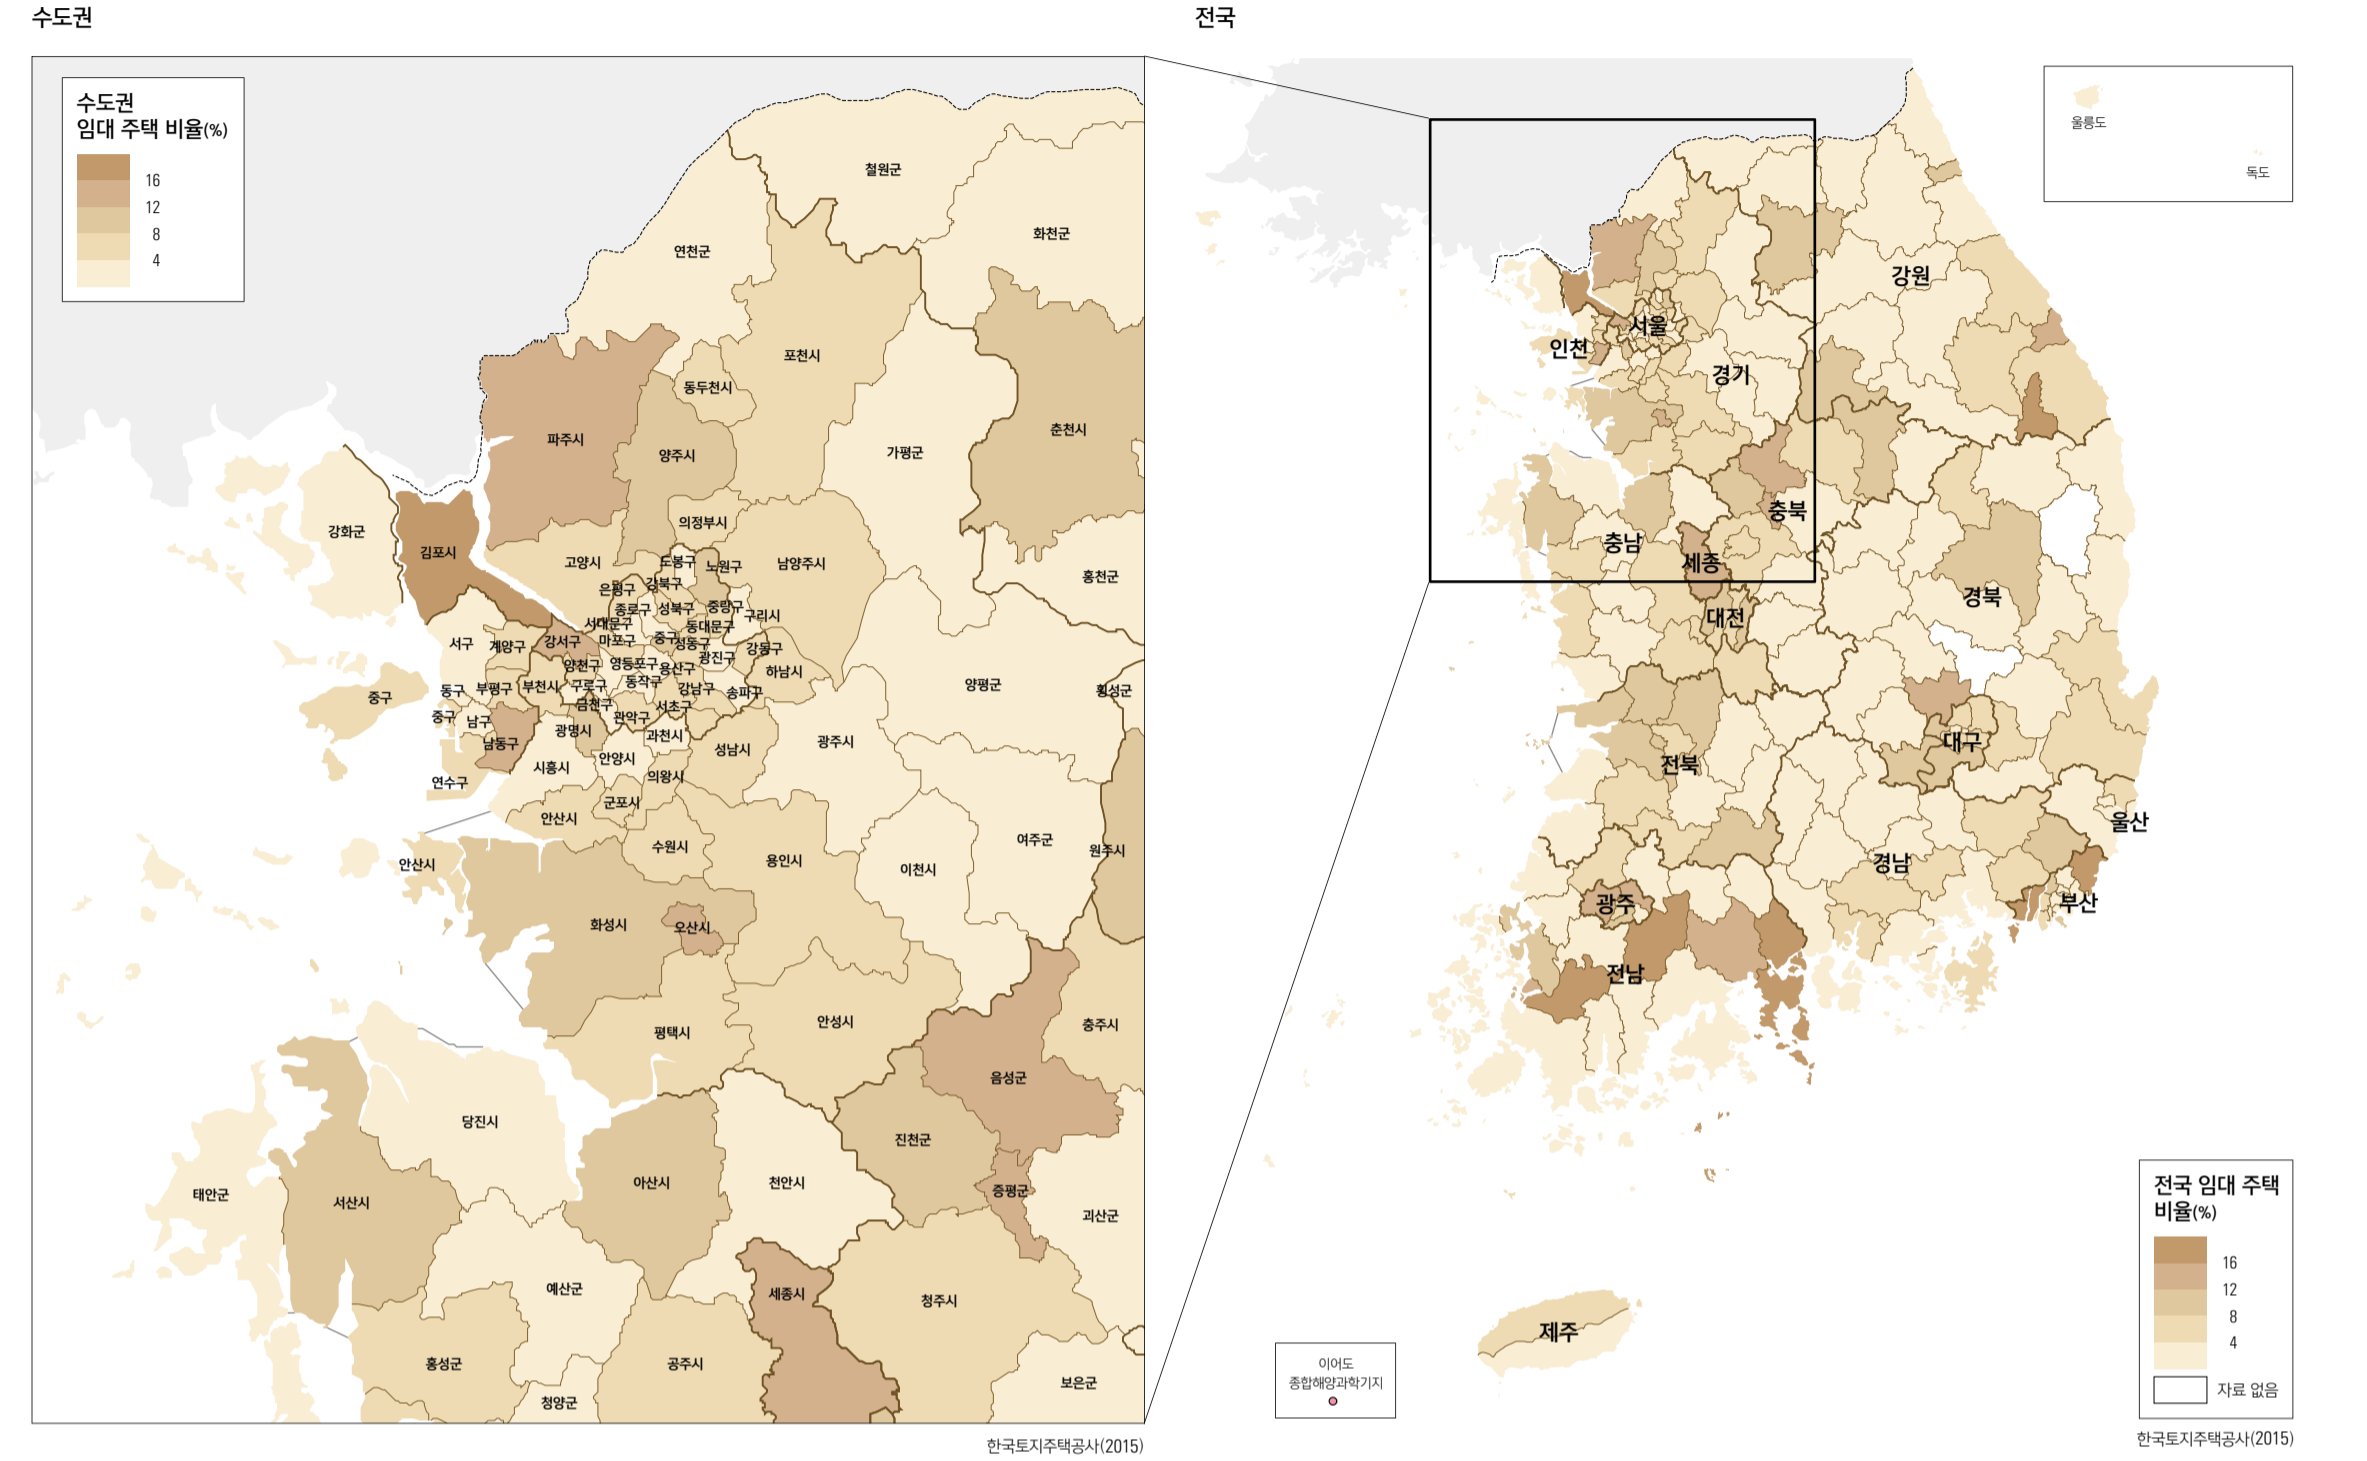 수도권
전국
수도권
임대 주택 비율(%)
16
12
8
4
철원군
화천군
연천군
포천시
동두천시
파주시
양주시
가평군
춘천시
의정부시
강화군
김포시
고양시
도봉구
노원구
남양주시
홍천군
은평구
강북구
종로구
성북구
중랑구
구리시
서대문구
동대문구
서구
계양구
강서구
마포구
중구
성동구
강동구
광진구
양천구
영등포구
용산구
하남시
중구
동구
부평구
부천시
구로구
동작구
강남구
송파구
양평군
횡성군
금천구
서초구
중구
남구
관악구
광명시
과천시
남동구
성남시
광주시
안양시
시흥시
의왕시
연수구
군포시
안산시
수원시
용인시
여주군
원주시
안산시
이천시
화성시
오산시
평택시
안성시
충주시
음성군
당진시
진천군
태안군
서산시
아산시
천안시
증평군
괴산군
예산군
세종시
청주시
홍성군
공주시
청양군
보은군
한국토지주택공사(2015)
울릉도
독도
강원
서울
인천
경기
충북
충남
세종
경북
대전
대구
전북
울산
경남
광주
부산
전남
제주
이어도
종합해양과학기지
전국 임대 주택
비율(%)
16
12
8
4
자료 없음
한국토지주택공사(2015)